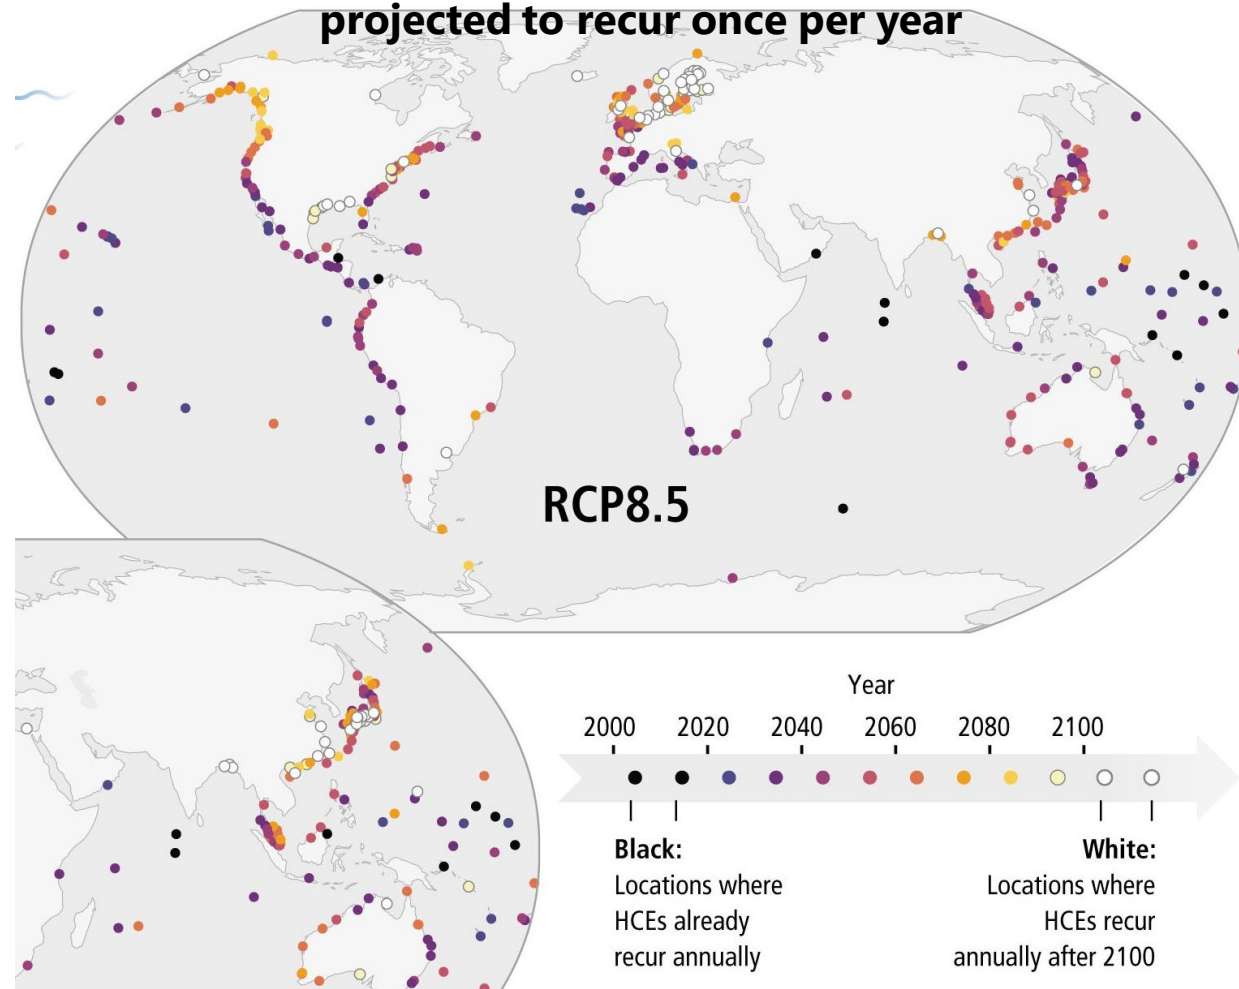 projected to recur once per year
RCP8.5
Year
2000 2020 2040 2060 2080 2100
Black:
Locations where
HCEs already
recur annually
White:
Locations where
HCEs recur
annually after 2100